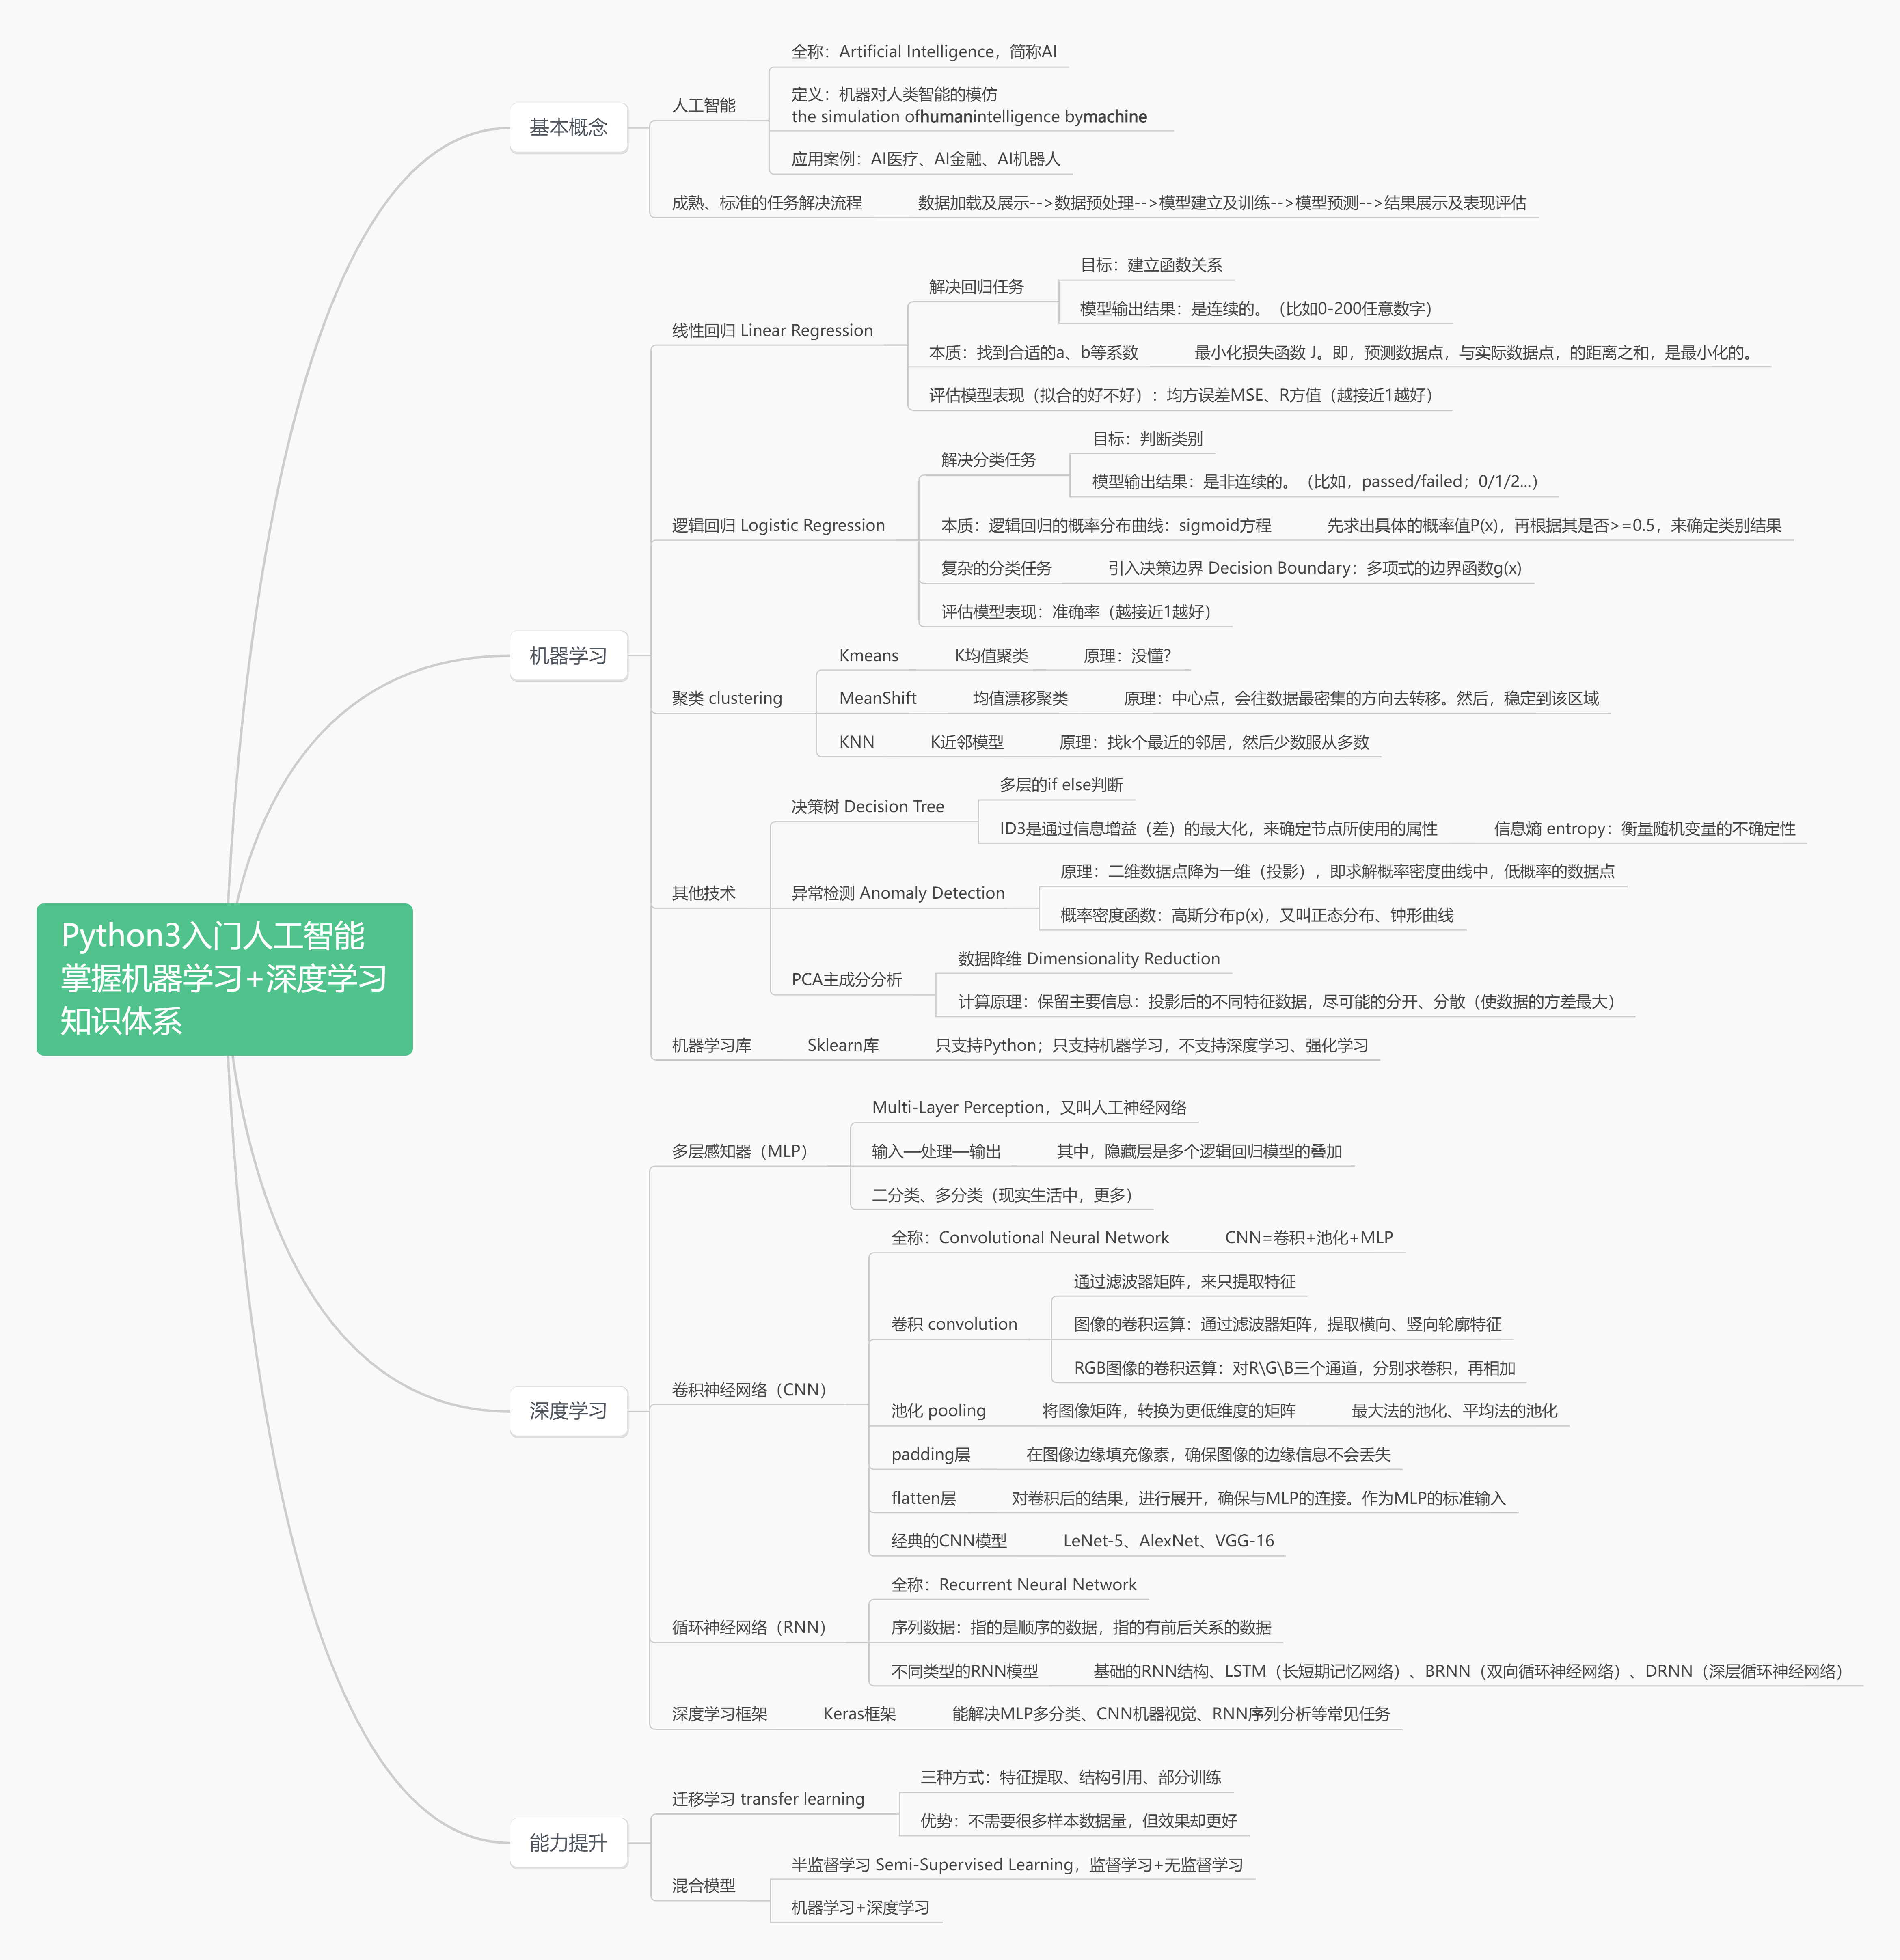 Python3入门人工智能
掌握机器学习+深度学习
知识体系
基本概念
人工智能
全称：Artificial Intelligence，简称AI
定义：机器对人类智能的模仿
the simulation ofhumanintelligence bymachine
应用案例：AI医疗、AI金融、AI机器人
成熟、标准的任务解决流程
数据加载及展示-->数据预处理-->模型建立及训练-->模型预测-->结果展示及表现评估
机器学习
线性回归 Linear Regression
解决回归任务
目标：建立函数关系
模型输出结果：是连续的。（比如0-200任意数字）
本质：找到合适的a、b等系数
最小化损失函数 J。即，预测数据点，与实际数据点，的距离之和，是最小化的。
评估模型表现（拟合的好不好）：均方误差MSE、R方值（越接近1越好）
逻辑回归 Logistic Regression
解决分类任务
目标：判断类别
模型输出结果：是非连续的。（比如，passed/failed；0/1/2...）
本质：逻辑回归的概率分布曲线：sigmoid方程
先求出具体的概率值P(x)，再根据其是否>=0.5，来确定类别结果
复杂的分类任务
引入决策边界 Decision Boundary：多项式的边界函数g(x)
评估模型表现：准确率（越接近1越好）
聚类 clustering
Kmeans
K均值聚类
原理：没懂？
MeanShift
均值漂移聚类
原理：中心点，会往数据最密集的方向去转移。然后，稳定到该区域
KNN
K近邻模型
原理：找k个最近的邻居，然后少数服从多数
其他技术
决策树 Decision Tree
多层的if else判断
ID3是通过信息增益（差）的最大化，来确定节点所使用的属性
信息熵 entropy：衡量随机变量的不确定性
异常检测 Anomaly Detection
原理：二维数据点降为一维（投影），即求解概率密度曲线中，低概率的数据点
概率密度函数：高斯分布p(x)，又叫正态分布、钟形曲线
PCA主成分分析
数据降维 Dimensionality Reduction
计算原理：保留主要信息：投影后的不同特征数据，尽可能的分开、分散（使数据的方差最大）
机器学习库
Sklearn库
只支持Python；只支持机器学习，不支持深度学习、强化学习
深度学习
多层感知器（MLP）
Multi-Layer Perception，又叫人工神经网络
输入—处理—输出
其中，隐藏层是多个逻辑回归模型的叠加
二分类、多分类（现实生活中，更多）
卷积神经网络（CNN）
全称：Convolutional Neural Network
CNN=卷积+池化+MLP
卷积 convolution
通过滤波器矩阵，来只提取特征
图像的卷积运算：通过滤波器矩阵，提取横向、竖向轮廓特征
RGB图像的卷积运算：对R\G\B三个通道，分别求卷积，再相加
池化 pooling
将图像矩阵，转换为更低维度的矩阵
最大法的池化、平均法的池化
padding层
在图像边缘填充像素，确保图像的边缘信息不会丢失
flatten层
对卷积后的结果，进行展开，确保与MLP的连接。作为MLP的标准输入
经典的CNN模型
LeNet-5、AlexNet、VGG-16
循环神经网络（RNN）
全称：Recurrent Neural Network
序列数据：指的是顺序的数据，指的有前后关系的数据
不同类型的RNN模型
基础的RNN结构、LSTM（长短期记忆网络）、BRNN（双向循环神经网络）、DRNN（深层循环神经网络）
深度学习框架
Keras框架
能解决MLP多分类、CNN机器视觉、RNN序列分析等常见任务
能力提升
迁移学习 transfer learning
三种方式：特征提取、结构引用、部分训练
优势：不需要很多样本数据量，但效果却更好
混合模型
半监督学习 Semi-Supervised Learning，监督学习+无监督学习
机器学习+深度学习